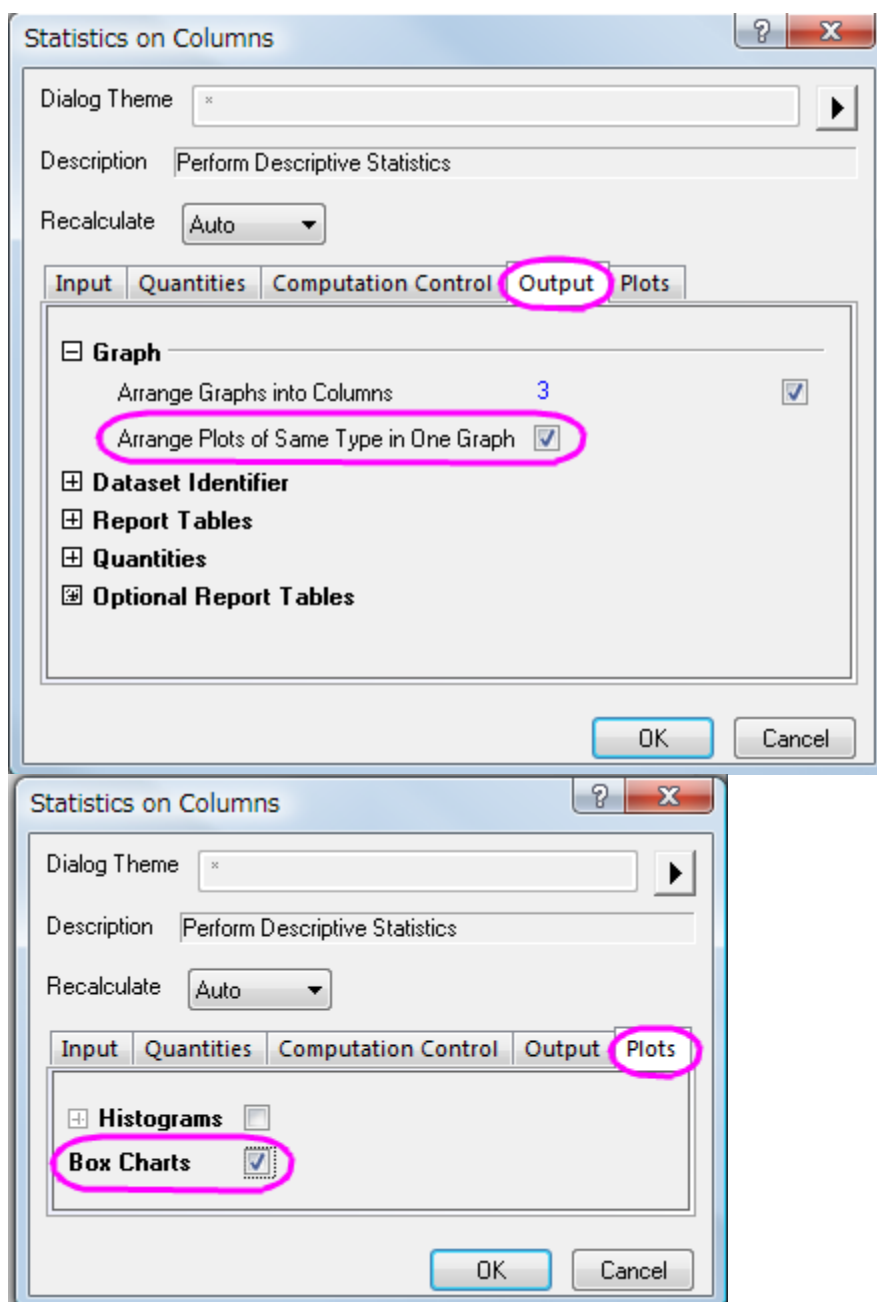 Statistics on Columns
Dialog Theme *
Description Perform Descriptive Statistics
Recalculate Auto
Input Quantities Computation Control Output Plots
Graph
Arrange Graphs into Columns 3
Arrange Plots of Same Type in One Graph
Dataset Identifier
Report Tables
Quantities
Optional Report Tables
OK Cancel
Statistics on Columns
Dialog Theme *
Description Perform Descriptive Statistics
Recalculate Auto
Input Quantities Computation Control Output Plots
Histograms
Box Charts
OK Cancel